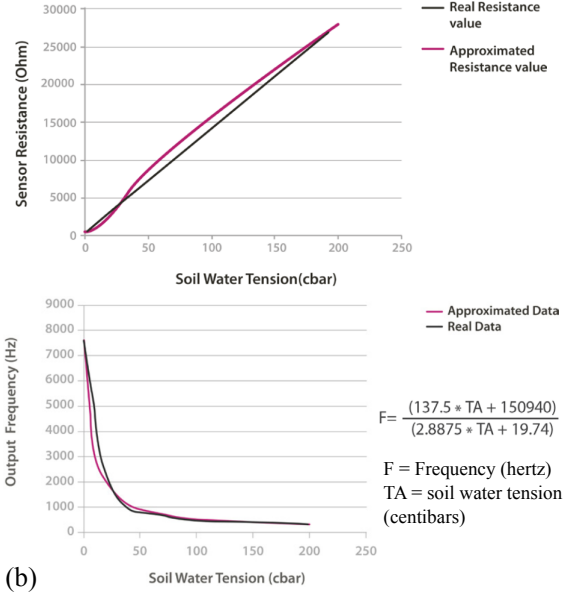 30000
25000
20000
15000
10000
5000
0
Sensor Resistance (Ohm)
0 50 100 150 200 250
Soil Water Tension(cbar)
Real Resistance
value
Approximated
Resistance value
9000
8000
7000
6000
5000
4000
3000
2000
1000
0
Output Frequency (Hz)
0 50 100 150 200 250
Soil Water Tension (cbar)
Approximated Data
Real Data
F= (137.5 * TA + 150940)
(2.8875 * TA + 19.74)
F = Frequency (hertz)
TA = soil water tension
(centibars)
(b)